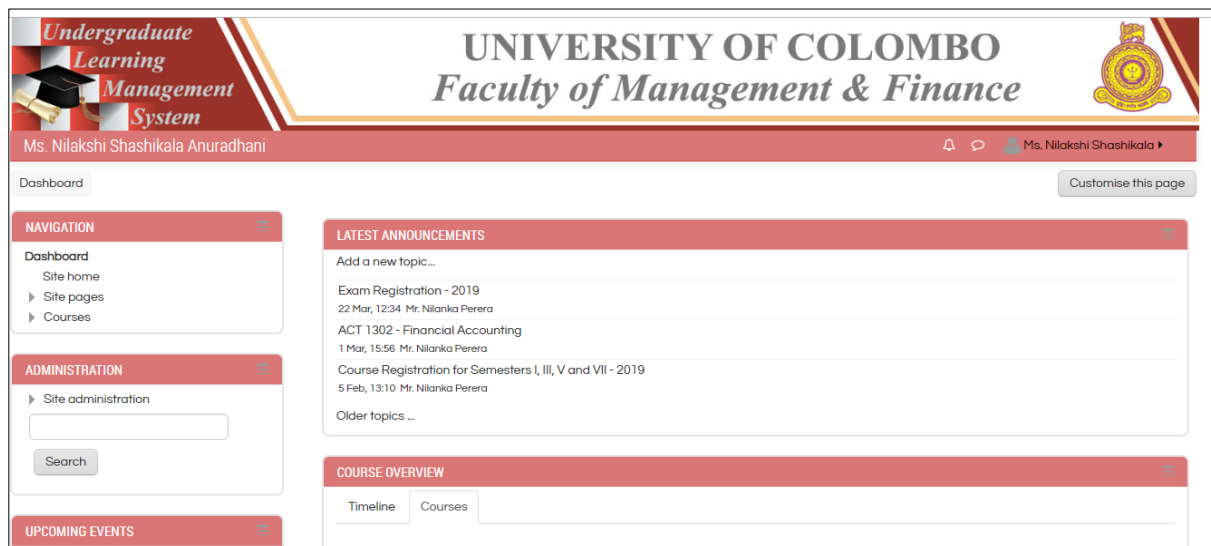 Undergraduate
Learning
Management
System
UNIVERSITY OF COLOMBO
Faculty of Management & Finance
Ms. Nilakshi Shashikala Anuradhani
Ms. Nilakshi Shashikala
Dashboard
Customise this page
NAVIGATION
Dashboard
Site home
Site pages
Courses
ADMINISTRATION
Site administration
Search
UPCOMING EVENTS
LATEST ANNOUNCEMENTS
Add a new topic...
Exam Registration - 2019
22 Mar, 12:34 Mr. Nilanka Perera
ACT 1302 - Financial Accounting
1 Mar, 15:56 Mr. Nilanka Perera
Course Registration for Semesters I, III, V and VII - 2019
5 Feb, 13:10 Mr. Nilanka Perera
Older topics ...
COURSE OVERVIEW
Timeline Courses